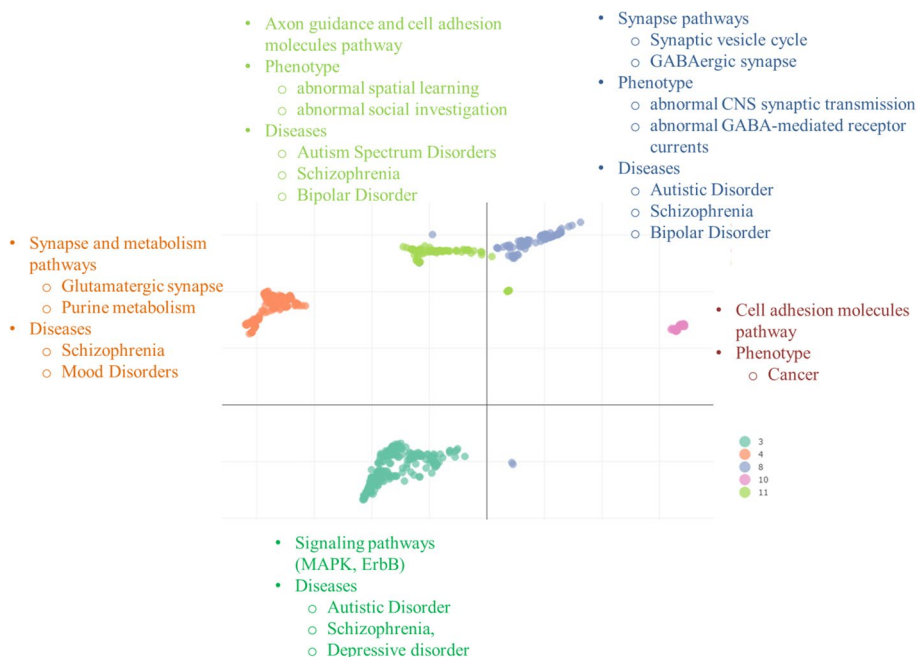 • Axon guidance and cell adhesion
molecules pathway
• Phenotype
o abnormal spatial learning
o abnormal social investigation
• Diseases
o Autism Spectrum Disorders
o Schizophrenia
o Bipolar Disorder
• Synapse pathways
o Synaptic vesicle cycle
o GABAergic synapse
• Phenotype
o abnormal CNS synaptic transmission
o abnormal GABA-mediated receptor
currents
• Diseases
o Autistic Disorder
o Schizophrenia
o Bipolar Disorder
• Synapse and metabolism
pathways
o Glutamatergic synapse
o Purine metabolism
• Diseases
o Schizophrenia
o Mood Disorders
• Cell adhesion molecules
pathway
• Phenotype
o Cancer
3
4
8
10
11
• Signaling pathways
(MAPK, ErbB)
• Diseases
o Autistic Disorder
o Schizophrenia,
o Depressive disorder